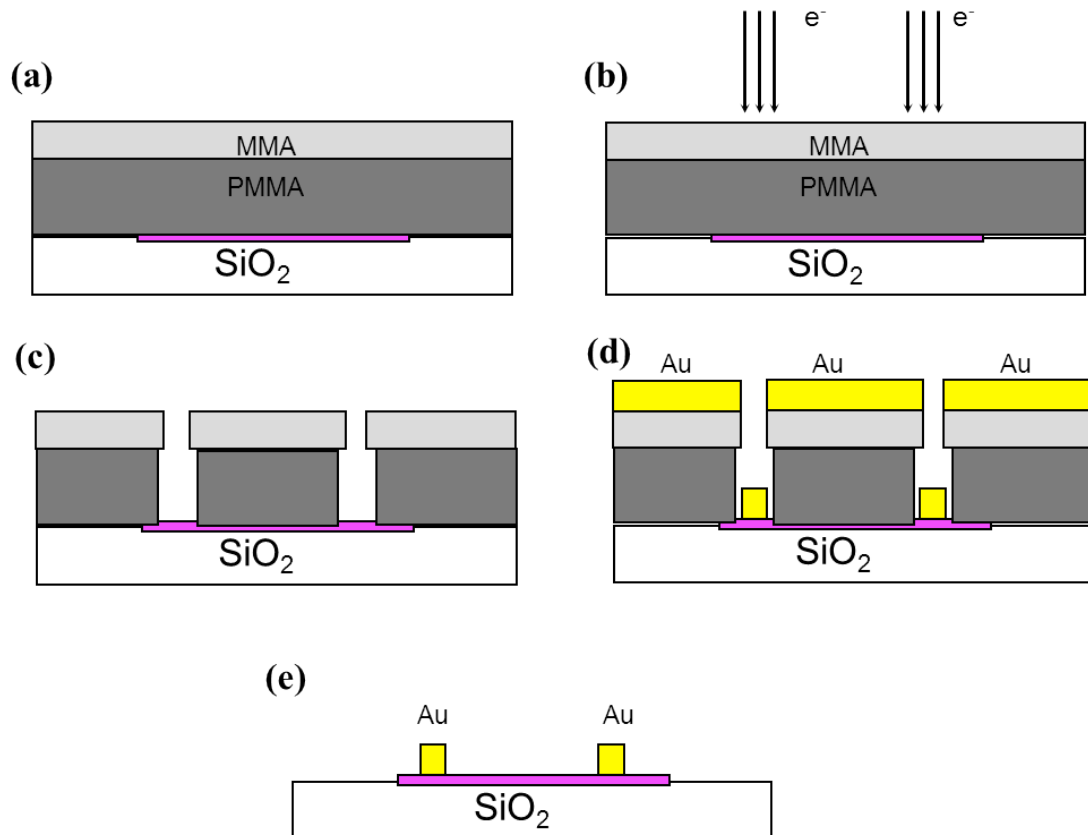 e⁻ e⁻
(a) (b)
MMA MMA
PMMA PMMA
SiO₂ SiO₂
(c) (d)
Au Au Au
SiO₂ SiO₂
(e)
Au Au
SiO₂